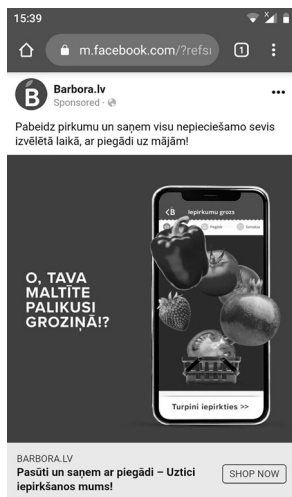 15:39
m.facebook.com/?refsr
1
Barbora.lv
Sponsored ·
Pabeidz pirkumu un saņem visu nepieciešamo sevis
izvēlētā laikā, ar piegādi uz mājām!
Iepirkumu grozs
Piegāde
O, TAVA
MALTĪTE
PALIKUSI
GROZIŅĀ!?
Turpini iepirkties >>
BARBORA.LV
Pasūti un saņem ar piegādi – Uztici
iepirkšanos mums!
SHOP NOW